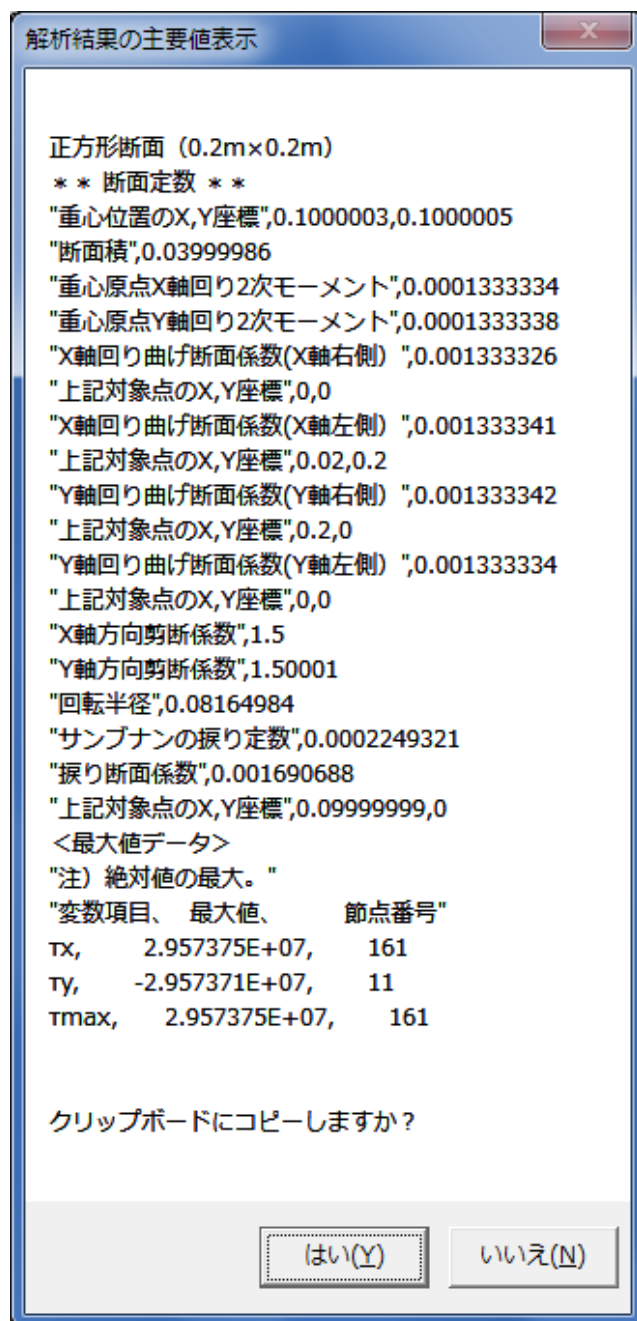 解析結果の主要値表示
正方形断面（0.2m×0.2m）
＊＊ 断面定数 ＊＊
"重心位置のX,Y座標",0.1000003,0.1000005
"断面積",0.03999986
"重心原点X軸回り2次モーメント",0.0001333334
"重心原点Y軸回り2次モーメント",0.0001333338
"X軸回り曲げ断面係数(X軸右側）",0.001333326
"上記対象点のX,Y座標",0,0
"X軸回り曲げ断面係数(X軸左側）",0.001333341
"上記対象点のX,Y座標",0.02,0.2
"Y軸回り曲げ断面係数(Y軸右側）",0.001333342
"上記対象点のX,Y座標",0.2,0
"Y軸回り曲げ断面係数(Y軸左側）",0.001333334
"上記対象点のX,Y座標",0,0
"X軸方向剪断係数",1.5
"Y軸方向剪断係数",1.50001
"回転半径",0.08164984
"サンブナンの捩り定数",0.0002249321
"捩り断面係数",0.001690688
"上記対象点のX,Y座標",0.09999999,0
＜最大値データ＞
"注）絶対値の最大。"
"変数項目、 最大値、 節点番号"
τx, 2.957375E+07, 161
τy, -2.957371E+07, 11
τmax, 2.957375E+07, 161
クリップボードにコピーしますか？
はい(Y) いいえ(N)